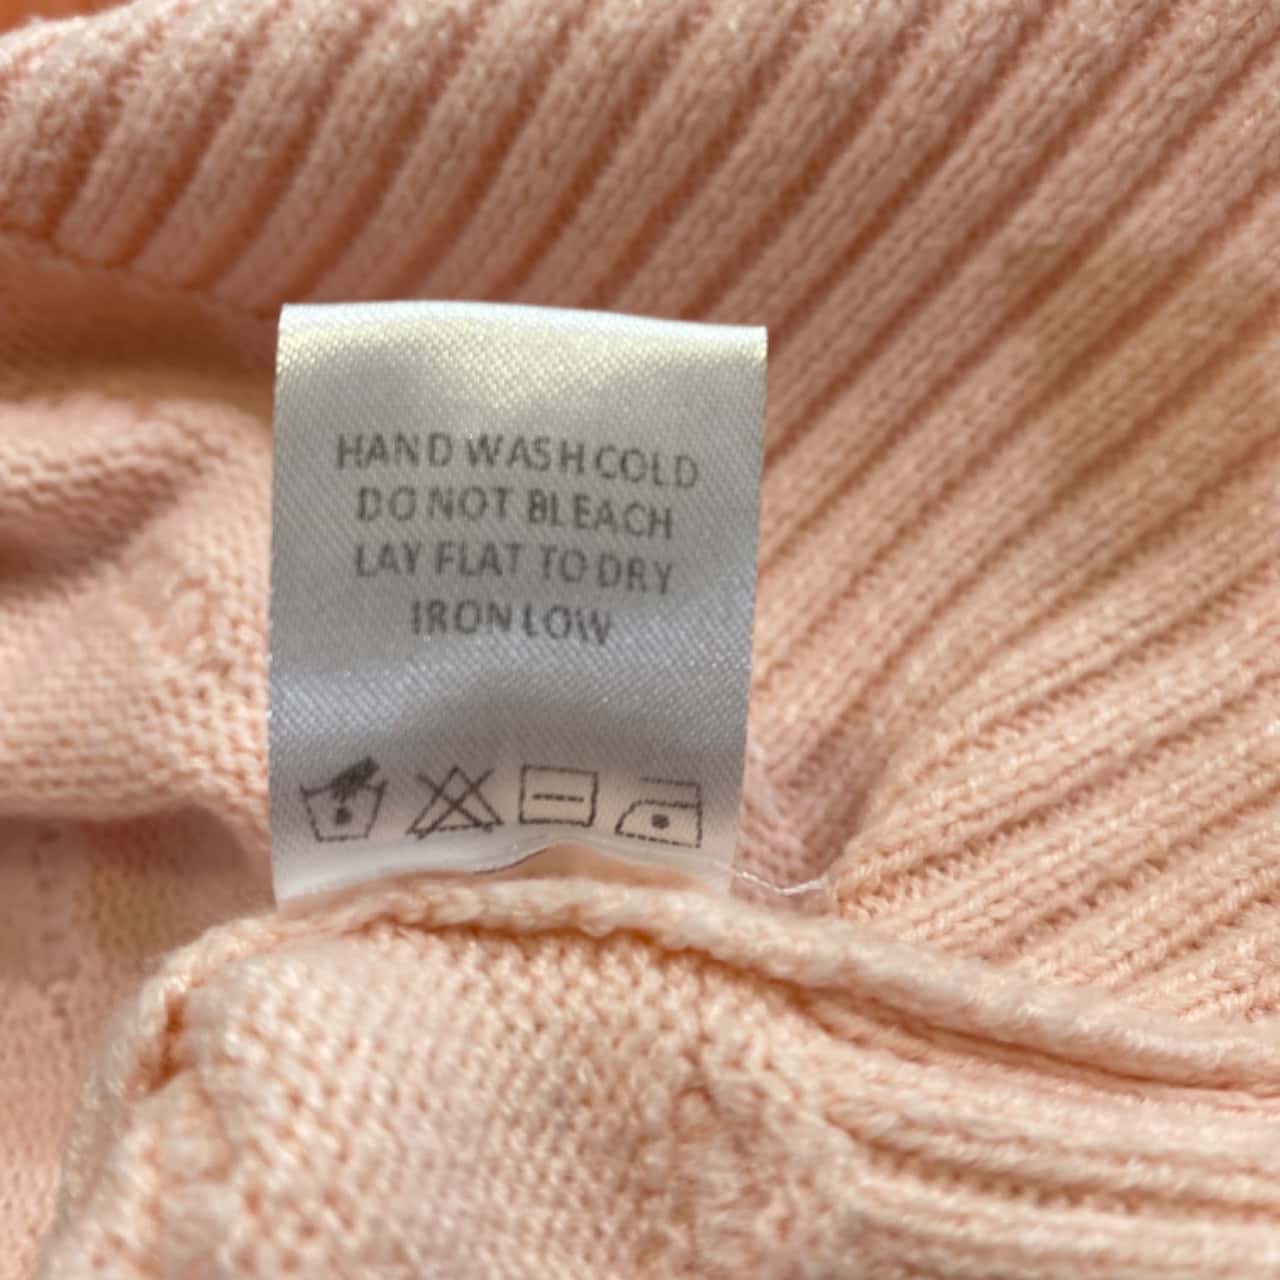 HAND WASH COLD
DO NOT BLEACH
LAY FLAT TO DRY
IRON LOW